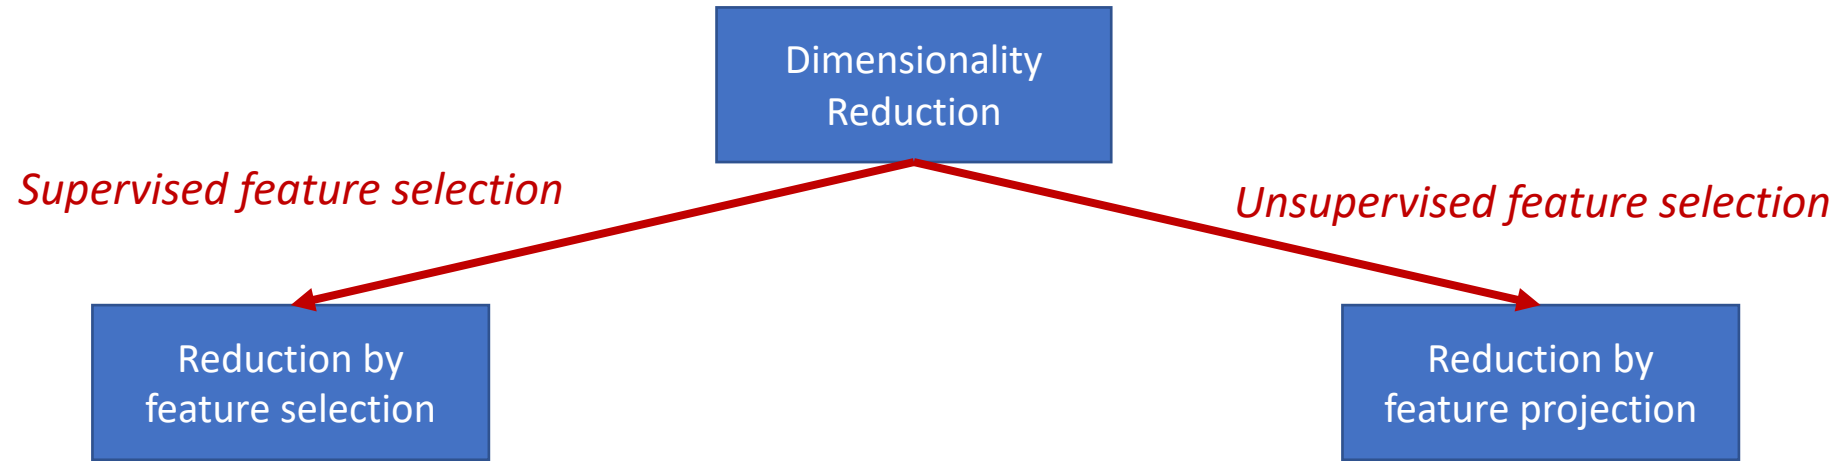 Dimensionality
Reduction
Supervised feature selection
Unsupervised feature selection
Reduction by
feature selection
Reduction by
feature projection